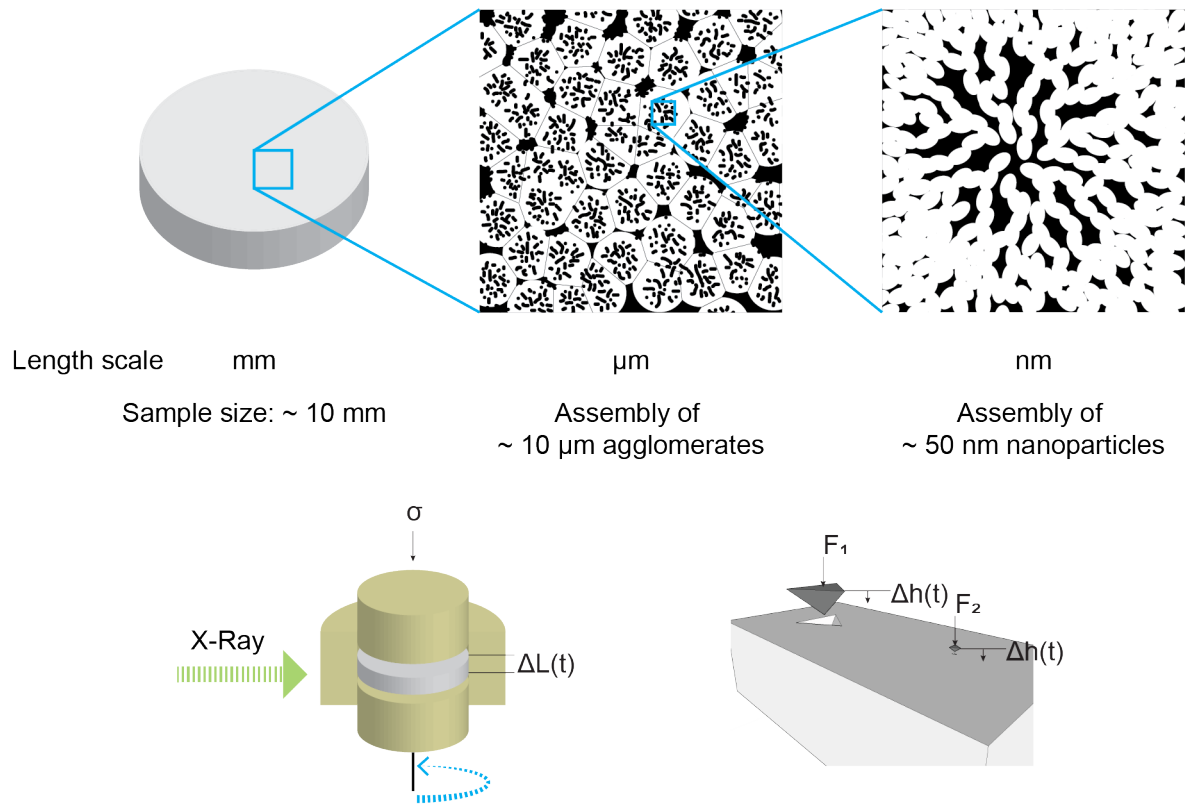 Length scale mm μm nm
Sample size: ~ 10 mm
Assembly of
~ 10 μm agglomerates
Assembly of
~ 50 nm nanoparticles
σ
X-Ray
ΔL(t)
F₁
Δh(t)
F₂
Δh(t)